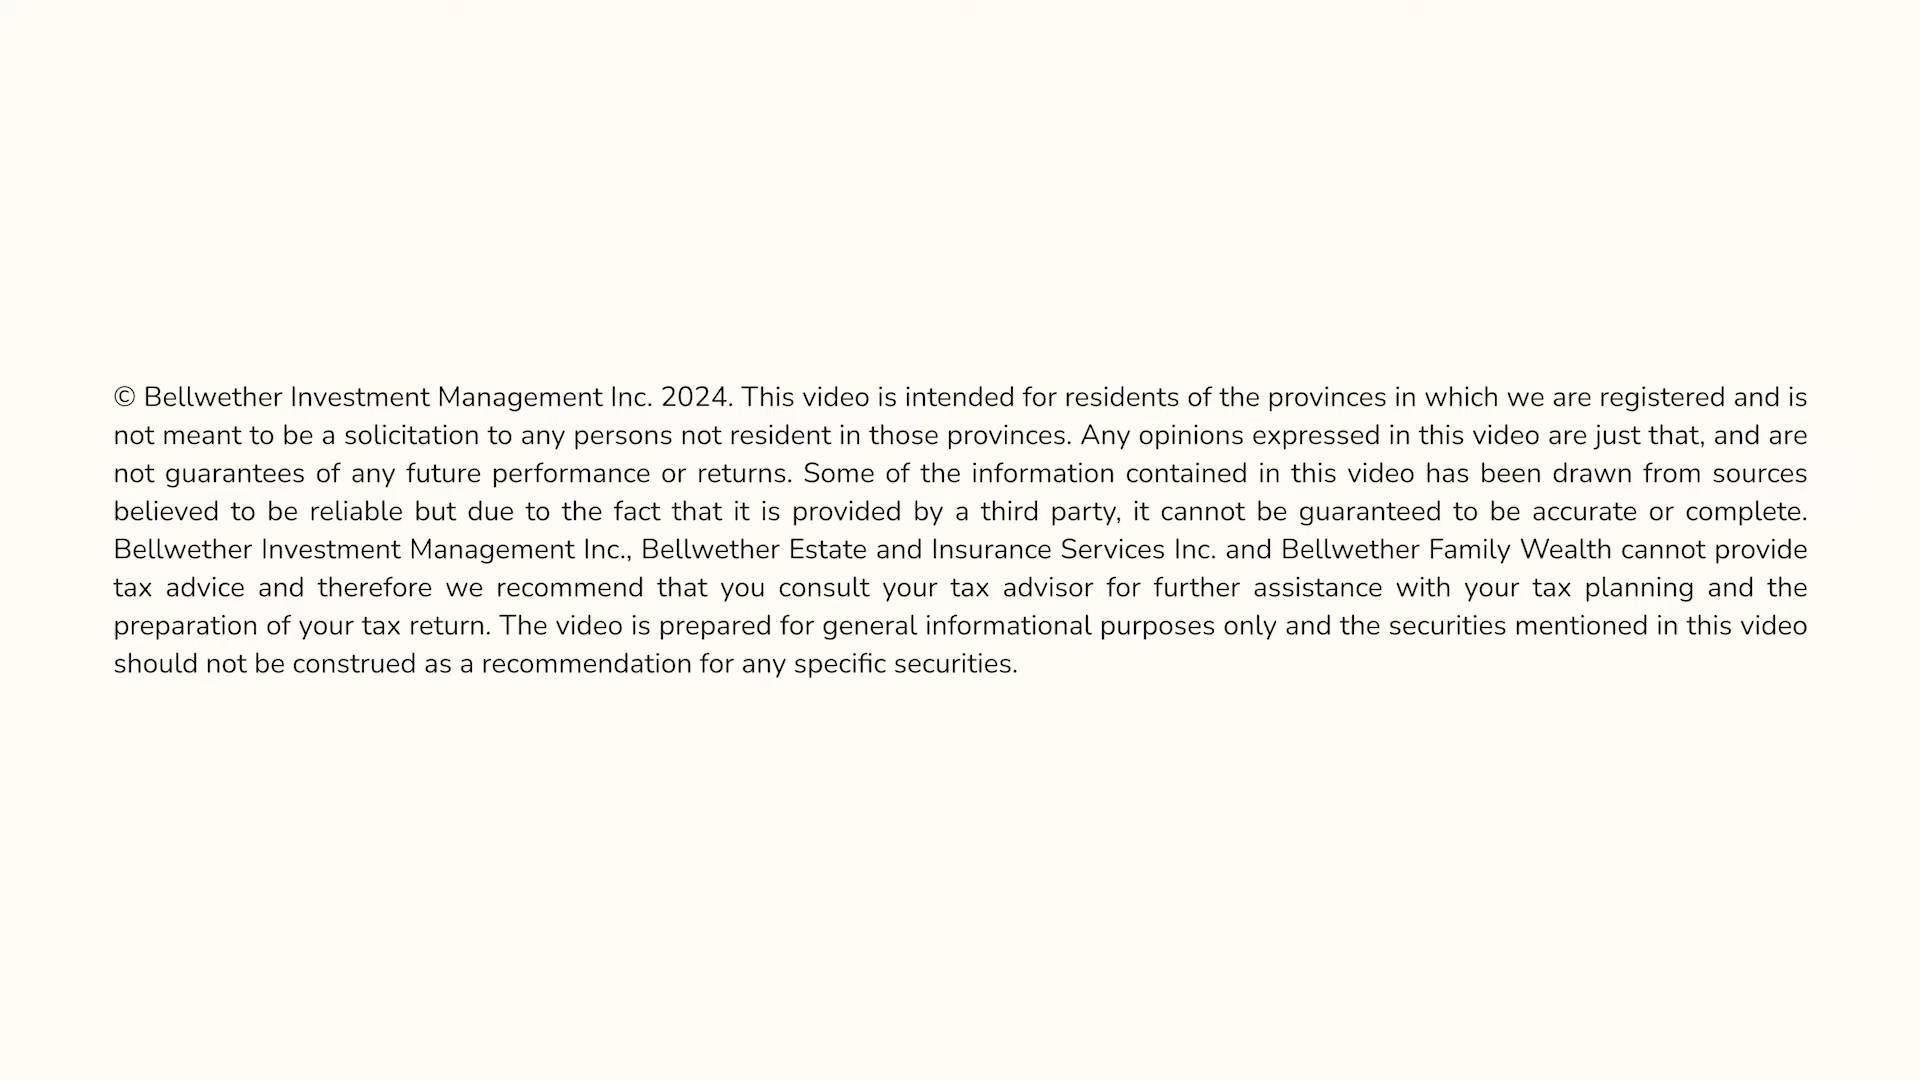 © Bellwether Investment Management Inc. 2024. This video is intended for residents of the provinces in which we are registered and is
not meant to be a solicitation to any persons not resident in those provinces. Any opinions expressed in this video are just that, and are
not guarantees of any future performance or returns. Some of the information contained in this video has been drawn from sources
believed to be reliable but due to the fact that it is provided by a third party, it cannot be guaranteed to be accurate or complete.
Bellwether Investment Management Inc., Bellwether Estate and Insurance Services Inc. and Bellwether Family Wealth cannot provide
tax advice and therefore we recommend that you consult your tax advisor for further assistance with your tax planning and the
preparation of your tax return. The video is prepared for general informational purposes only and the securities mentioned in this video
should not be construed as a recommendation for any specific securities.